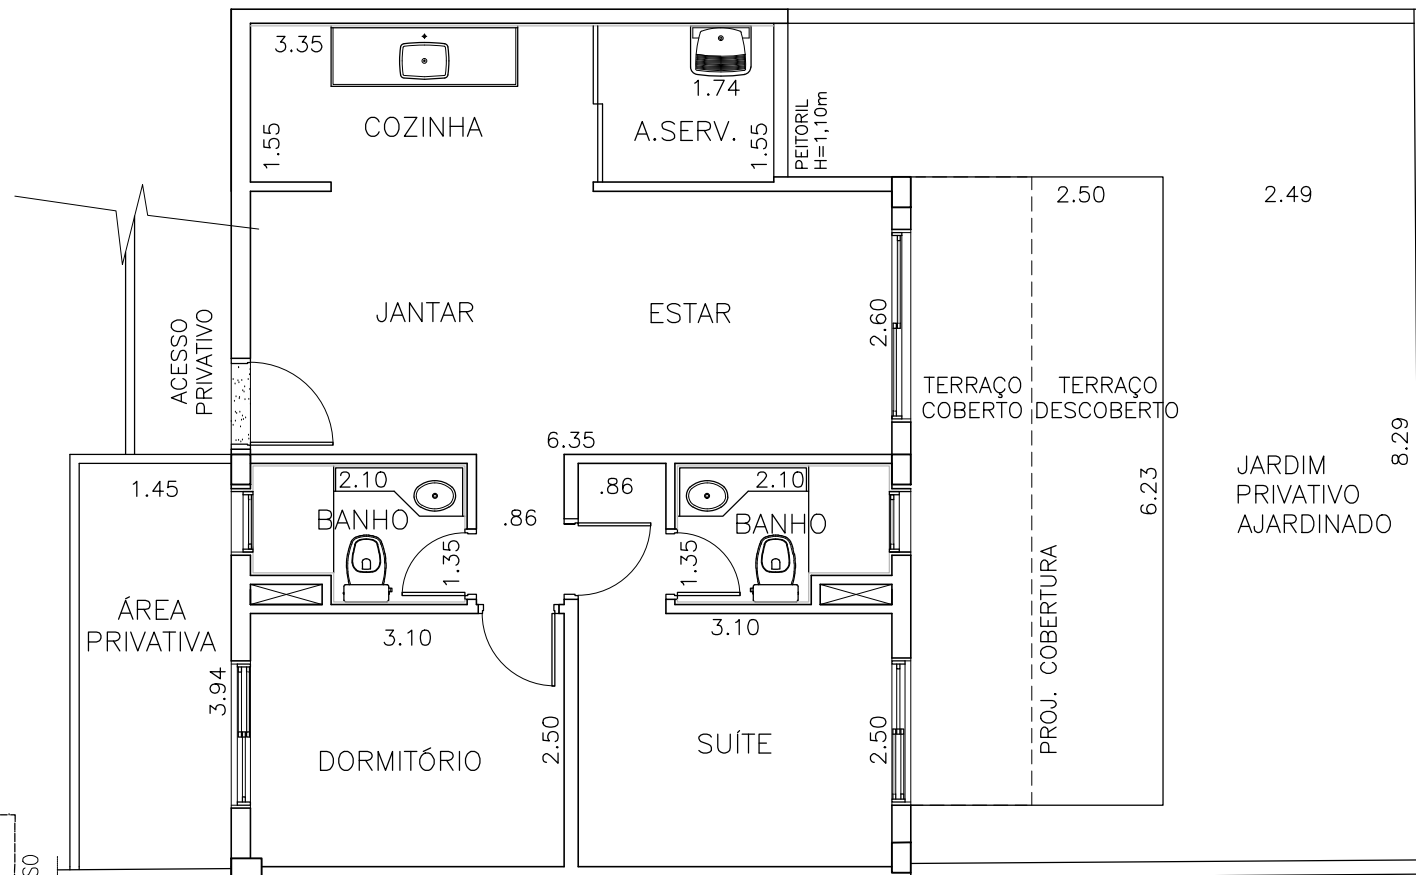 3.35
COZINHA
1.55
1.74
A.SERV.
1.55
PEITORIL
H=1,10m
2.50
2.49
JANTAR
ESTAR
2.60
ACESSO
PRIVATIVO
TERRAÇO
COBERTO
TERRAÇO
DESCOBERTO
6.35
8.29
1.45
2.10
BANHO
.86
1.35
.86
2.10
BANHO
1.35
6.23
JARDIM
PRIVATIVO
AJARDINADO
ÁREA
PRIVATIVA
3.10
3.10
PROJ. COBERTURA
3.94
2.50
DORMITÓRIO
SUÍTE
2.50